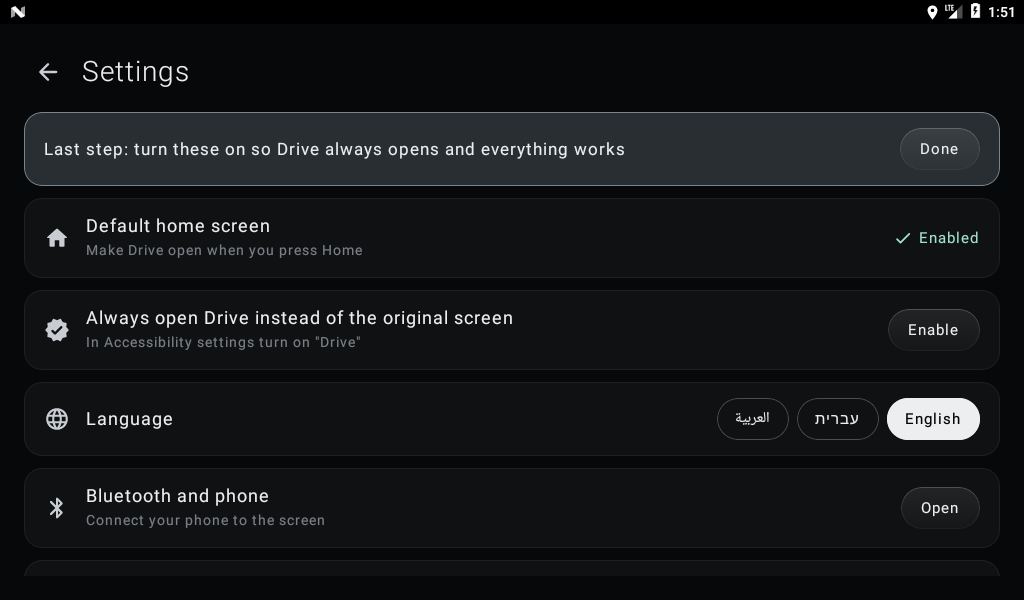 LTE 1:51
Settings
Last step: turn these on so Drive always opens and everything works
Done
Default home screen
Make Drive open when you press Home
Enabled
Always open Drive instead of the original screen
In Accessibility settings turn on "Drive"
Enable
Language
العربية
עברית
English
Bluetooth and phone
Connect your phone to the screen
Open